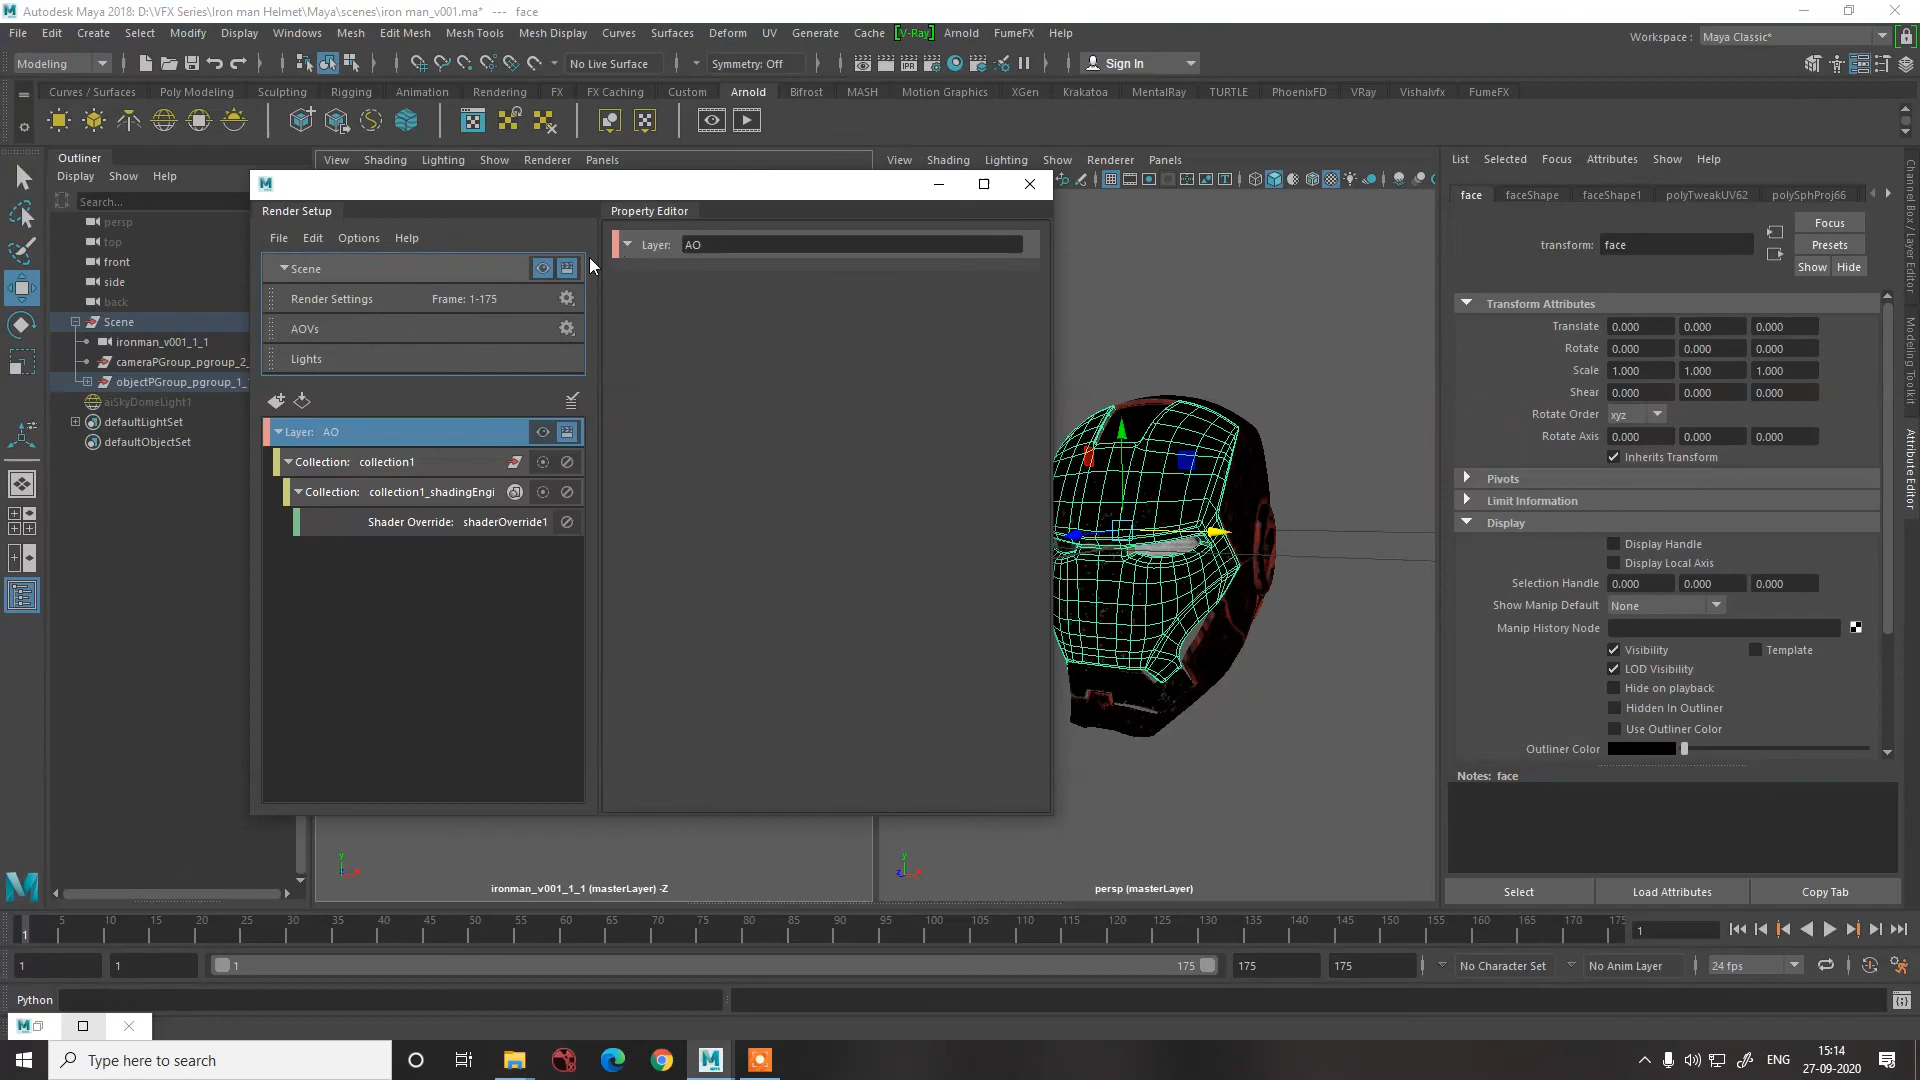 Autodesk Maya 2018: D:\VFX Series\Iron man Helmet\Maya\scenes\iron man_v001.ma* --- face
File Edit Create Select Modify Display Windows Mesh Edit Mesh Mesh Tools Mesh Display Curves Surfaces Deform UV Generate Cache [V-Ray] Arnold FumeFX Help
Workspace : Maya Classic*
Modeling No Live Surface Symmetry: Off Sign In
Curves / Surfaces Poly Modeling Sculpting Rigging Animation Rendering FX FX Caching Custom Arnold Bifrost MASH Motion Graphics XGen Krakatoa MentalRay TURTLE PhoenixFD VRay Vishalvfx FumeFX
Outliner
Display Show Help
Search...
persp
top
front
side
back
Scene
ironman_v001_1_1
cameraPGroup_pgroup_2_
objectPGroup_pgroup_1_
aiSkyDomeLight1
defaultLightSet
defaultObjectSet
View Shading Lighting Show Renderer Panels
View Shading Lighting Show Renderer Panels
Render Setup
File Edit Options Help
Scene
Render Settings Frame: 1-175
AOVs
Lights
Layer: AO
Collection: collection1
Collection: collection1_shadingEngi
Shader Override: shaderOverride1
Property Editor
Layer: AO
y
x
ironman_v001_1_1 (masterLayer) -Z
y
z x
persp (masterLayer)
List Selected Focus Attributes Show Help
face faceShape faceShape1 polyTweakUV62 polySphProj66
transform: face
Focus
Presets
Show Hide
Transform Attributes
Translate 0.000 0.000 0.000
Rotate 0.000 0.000 0.000
Scale 1.000 1.000 1.000
Shear 0.000 0.000 0.000
Rotate Order xyz
Rotate Axis 0.000 0.000 0.000
Inherits Transform
Pivots
Limit Information
Display
Display Handle
Display Local Axis
Selection Handle 0.000 0.000 0.000
Show Manip Default None
Manip History Node
Visibility Template
LOD Visibility
Hide on playback
Hidden In Outliner
Use Outliner Color
Outliner Color
Notes: face
Select Load Attributes Copy Tab
Channel Box / Layer Editor
Modeling Toolkit
Attribute Editor
5 10 15 20 25 30 35 40 45 50 55 60 65 70 75 80 85 90 95 100 105 110 115 120 125 130 135 140 145 150 155 160 165 170 175
1 1
1 1 1 175 175 175 No Character Set No Anim Layer 24 fps
Python
Type here to search
ENG
15:14
27-09-2020